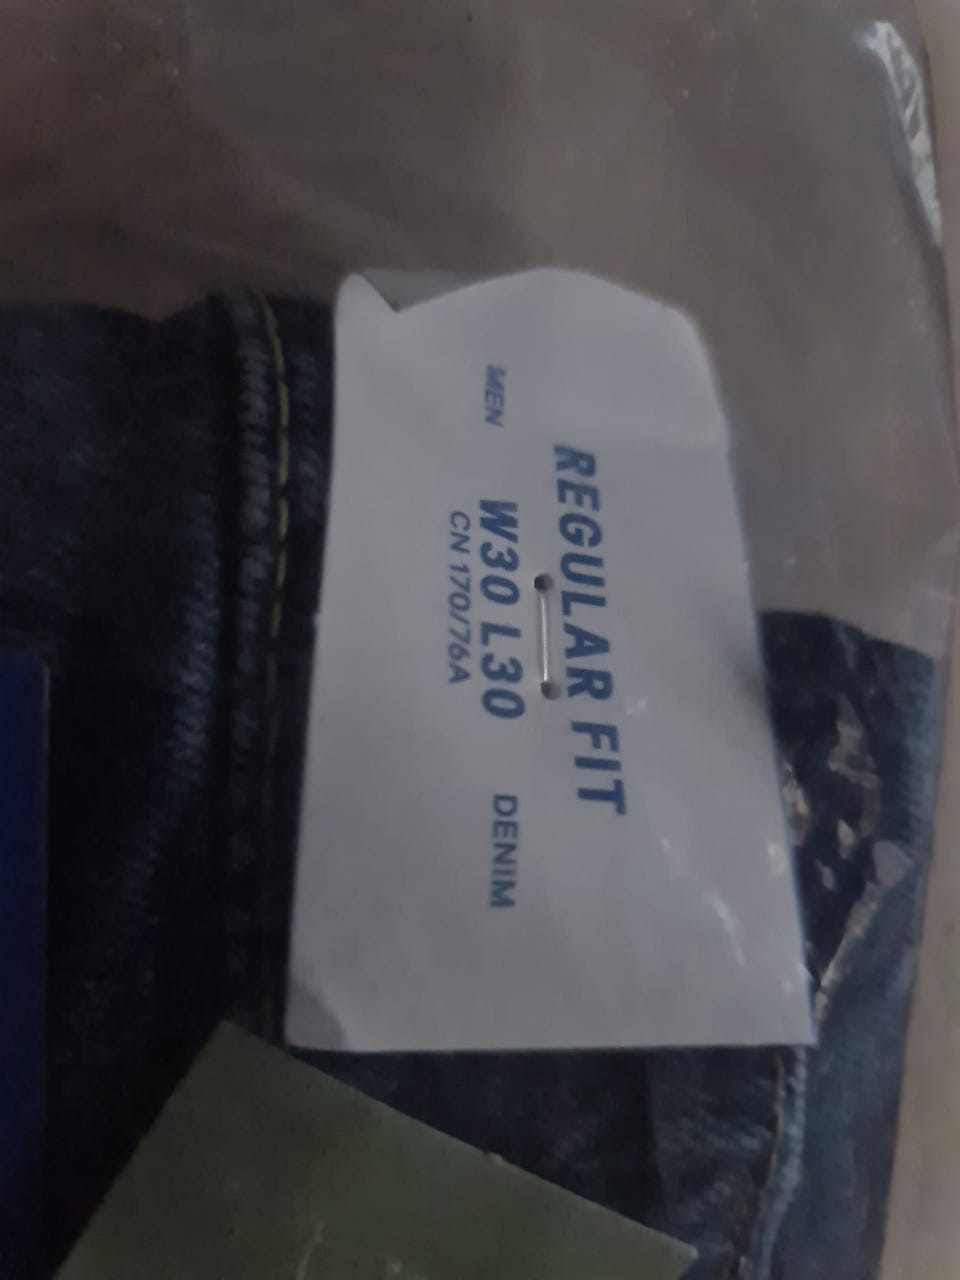 REGULAR FIT
MEN W30 L30 DENIM
CN 170/76A